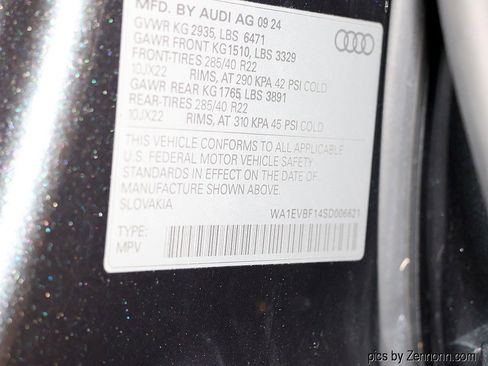 MFD. BY AUDI AG 09 24
GVWR KG 2935, LBS 6471
GAWR FRONT KG1510, LBS 3329
FRONT-TIRES 285/40 R22
10JX22 RIMS, AT 290 KPA 42 PSI COLD
GAWR REAR KG 1765, LBS 3891
REAR-TIRES 285/40 R22
10JX22 RIMS, AT 310 KPA 45 PSI COLD
THIS VEHICLE CONFORMS TO ALL APPLICABLE
U.S. FEDERAL MOTOR VEHICLE SAFETY
STANDARDS IN EFFECT ON THE DATE OF
MANUFACTURE SHOWN ABOVE.
SLOVAKIA
WA1EVBF14SD006621
TYPE:
MPV
pics by Zennonn.com